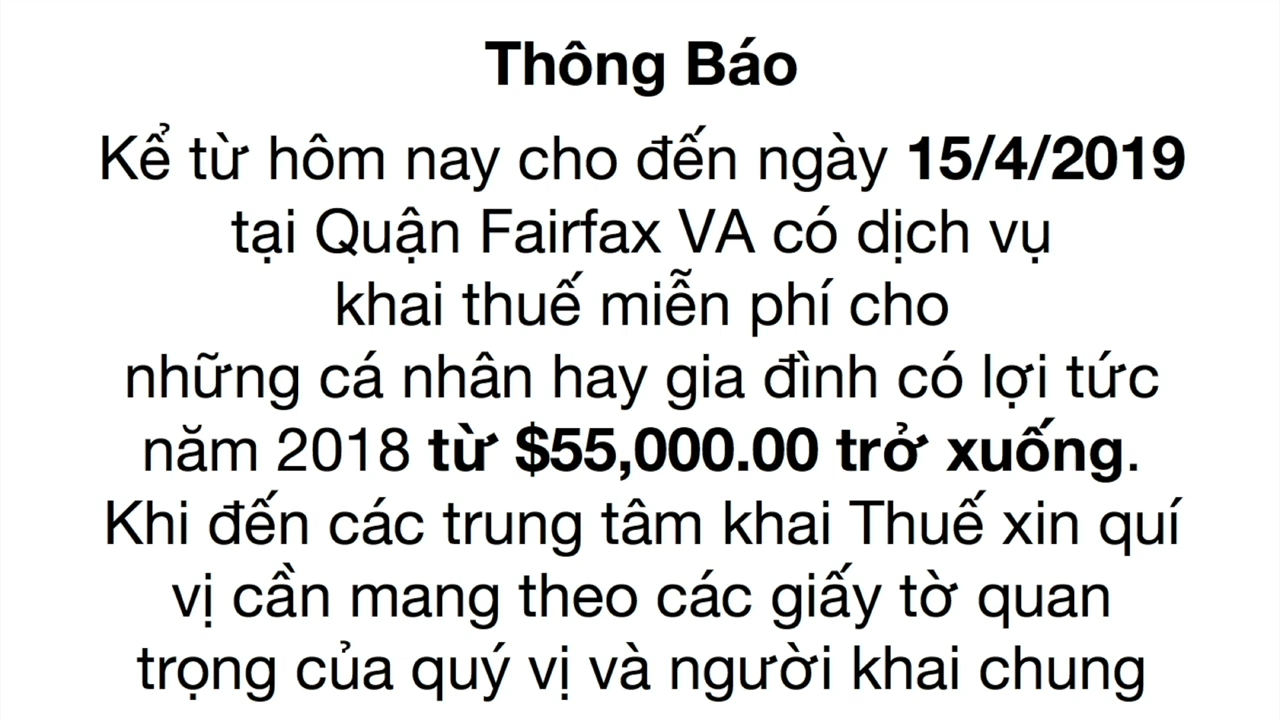 Thông Báo
Kể từ hôm nay cho đến ngày 15/4/2019
tại Quận Fairfax VA có dịch vụ
khai thuế miễn phí cho
những cá nhân hay gia đình có lợi tức
năm 2018 từ $55,000.00 trở xuống.
Khi đến các trung tâm khai Thuế xin quí
vị cần mang theo các giấy tờ quan
trọng của quý vị và người khai chung